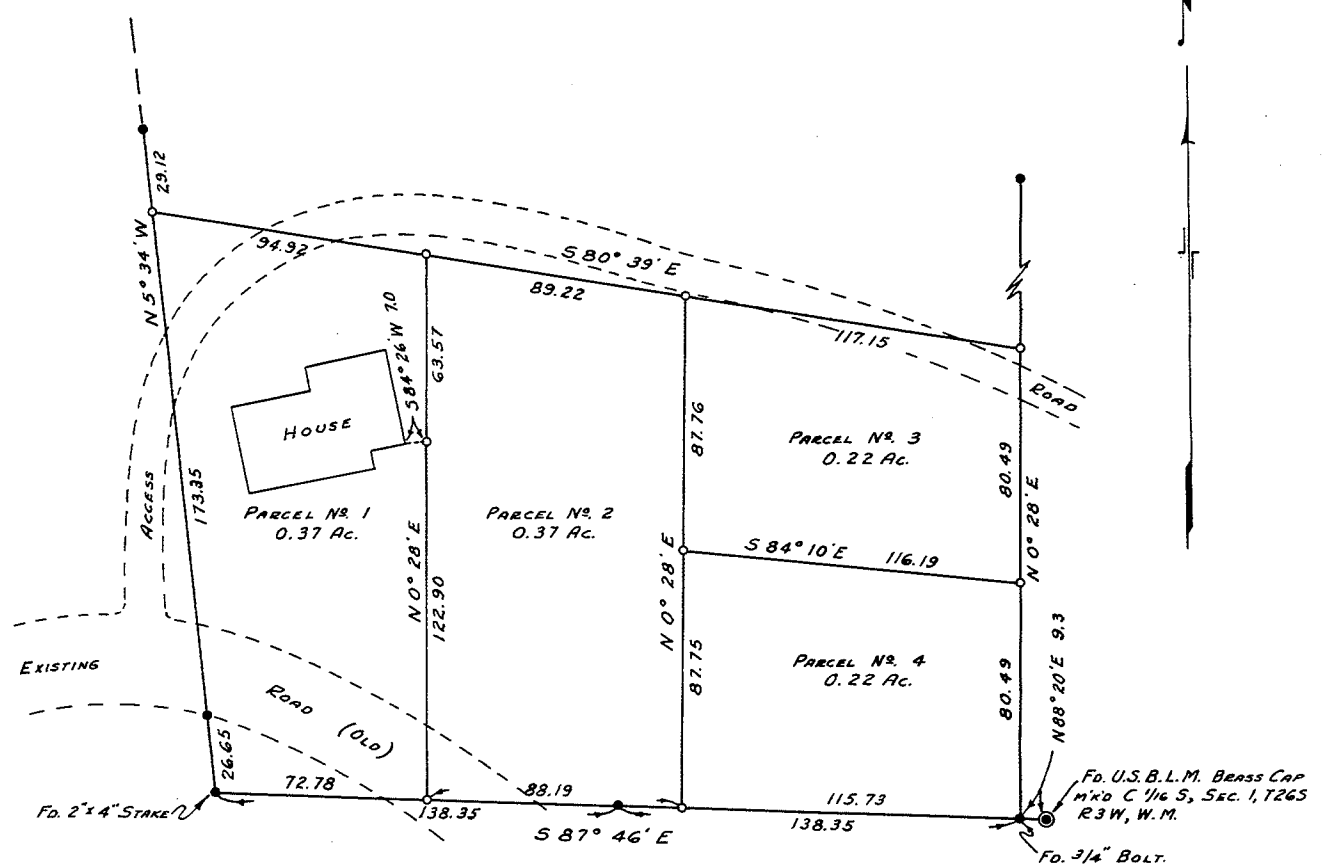 N
29.12
N 5° 34' W
94.92
S 80° 39' E
89.22
117.15
ROAD
S 84° 26' W 7.0
63.57
HOUSE
87.76
PARCEL No. 3
0.22 AC.
80.49
N 0° 28' E
ACCESS
173.35
PARCEL No. 1
0.37 AC.
PARCEL No. 2
0.37 AC.
S 84° 10' E 116.19
N 0° 28' E
122.90
N 0° 28' E
87.75
PARCEL No. 4
0.22 AC.
80.49
N 88° 20' E 9.3
EXISTING
ROAD (OLD)
26.65
72.78
88.19
115.73
138.35
138.35
S 87° 46' E
FD. 2"x4" STAKE
FD. U.S.B.L.M. BRASS CAP
M'K'D C 1/16 S, SEC. 1, T26S
R3W, W.M.
FD. 3/4" BOLT.